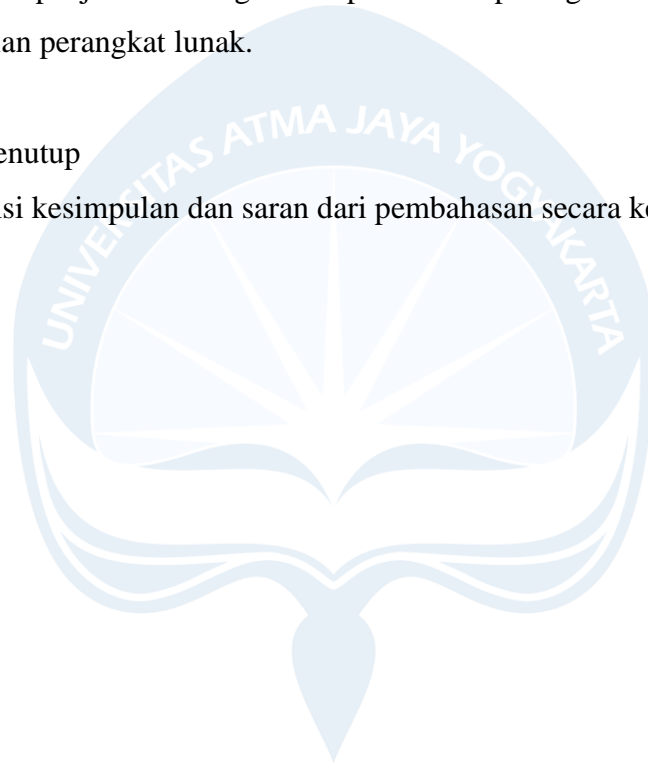 an perangkat lunak.
UNIVERSITAS ATMA JAYA YOGYAKARTA
enutup
si kesimpulan dan saran dari pembahasan secara ke